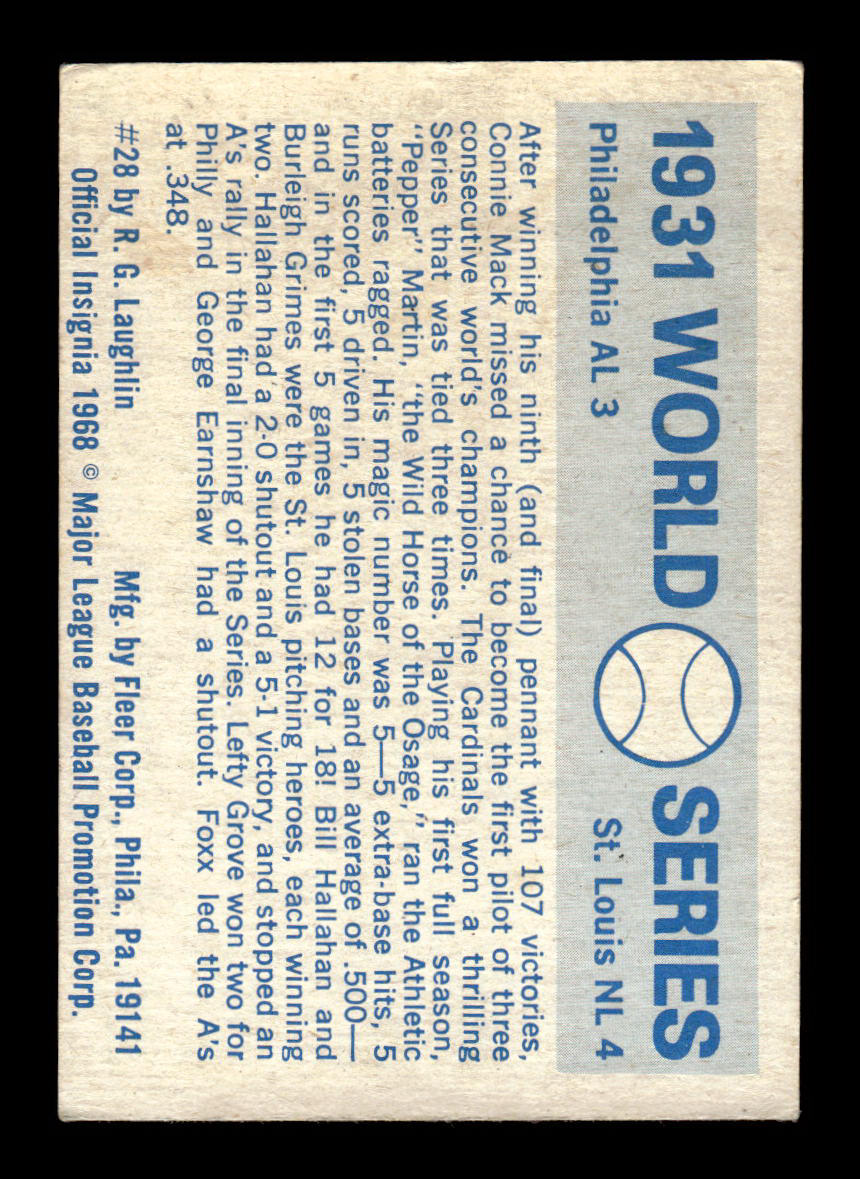 1931 WORLD SERIES
Philadelphia AL 3 St. Louis NL 4
After winning his ninth (and final) pennant with 107 victories,
Connie Mack missed a chance to become the first pilot of three
consecutive world's champions. The Cardinals won a thrilling
Series that was tied three times. Playing his first full season,
"Pepper" Martin, "the Wild Horse of the Osage," ran the Athletic
batteries ragged. His magic number was 5—5 extra-base hits, 5
runs scored, 5 driven in, 5 stolen bases and an average of .500—
and in the first 5 games he had 12 for 18! Bill Hallahan and
Burleigh Grimes were the St. Louis pitching heroes, each winning
two. Hallahan had a 2-0 shutout and a 5-1 victory, and stopped an
A's rally in the final inning of the Series. Lefty Grove won two for
Philly and George Earnshaw had a shutout. Foxx led the A's
at .348.
#28 by R. G. Laughlin Mfg. by Fleer Corp., Phila., Pa. 19141
Official Insignia 1968 © Major League Baseball Promotion Corp.